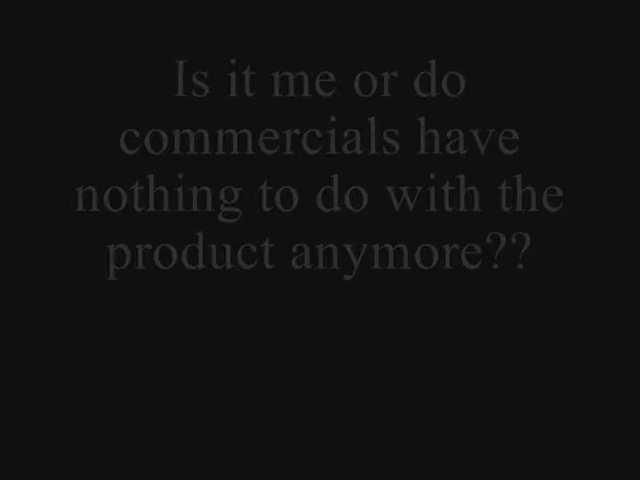 Is it me or do
commercials have
nothing to do with the
product anymore??